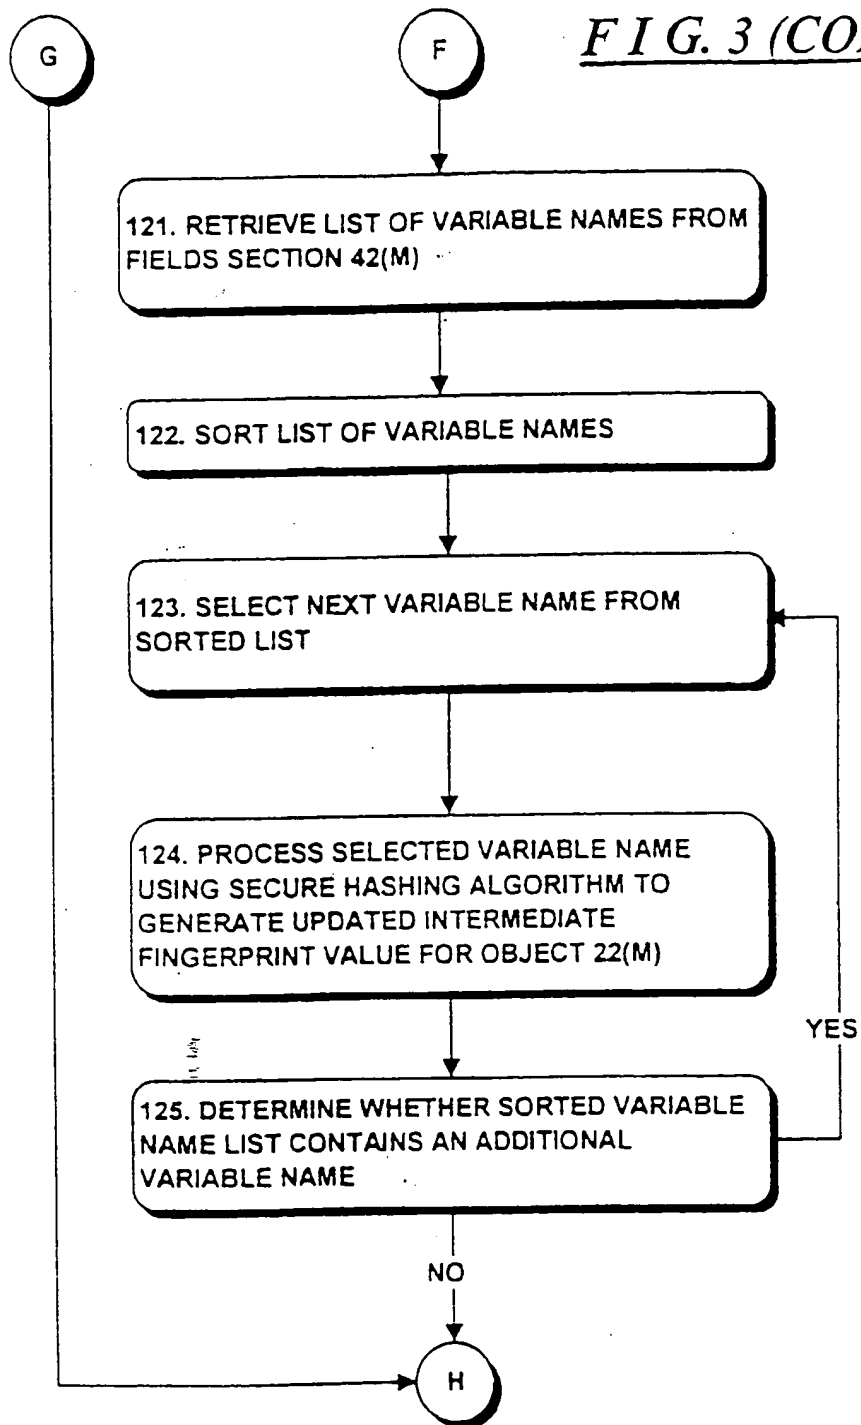 G
F
F I G. 3 (CO
121. RETRIEVE LIST OF VARIABLE NAMES FROM
FIELDS SECTION 42(M)
122. SORT LIST OF VARIABLE NAMES
123. SELECT NEXT VARIABLE NAME FROM
SORTED LIST
124. PROCESS SELECTED VARIABLE NAME
USING SECURE HASHING ALGORITHM TO
GENERATE UPDATED INTERMEDIATE
FINGERPRINT VALUE FOR OBJECT 22(M)
YES
125. DETERMINE WHETHER SORTED VARIABLE
NAME LIST CONTAINS AN ADDITIONAL
VARIABLE NAME
NO
H